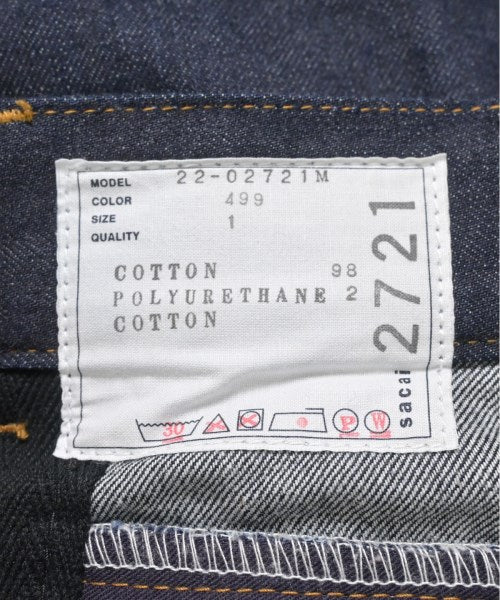 MODEL 22-02721M
COLOR 499
SIZE 1
QUALITY
COTTON 98
POLYURETHANE 2
COTTON
30 P W
sacai 2721